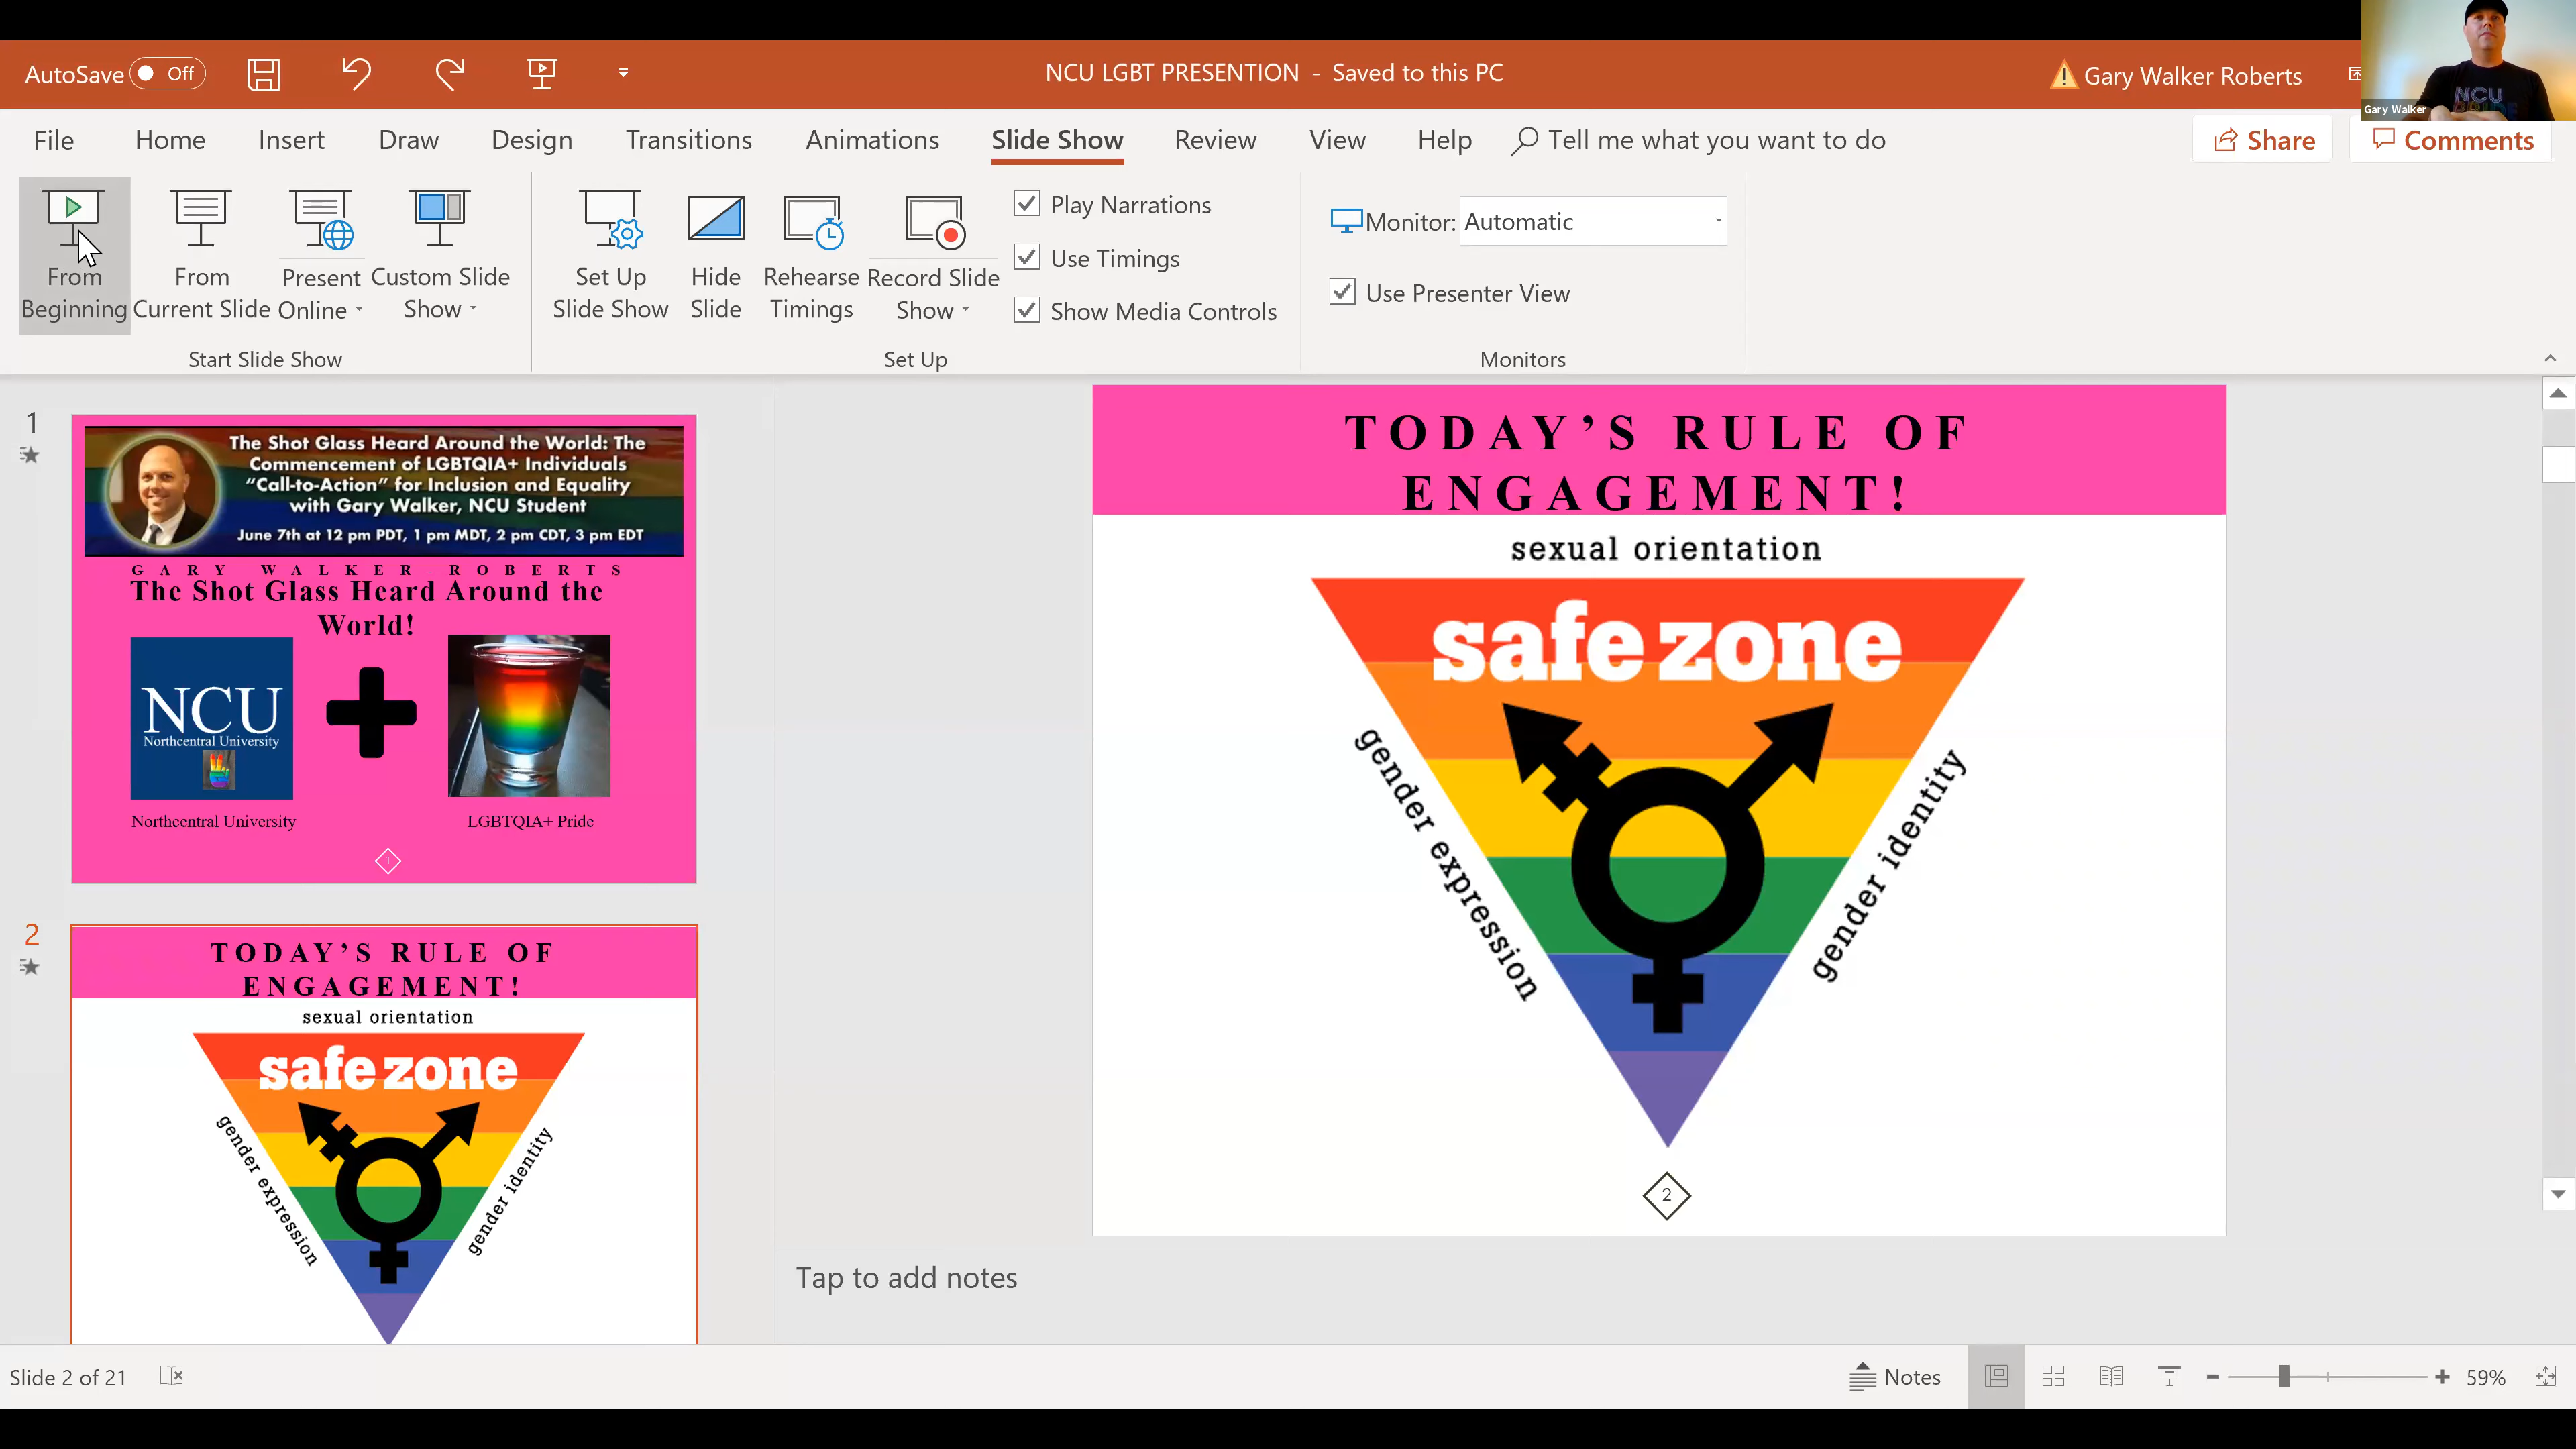 AutoSave Off
NCU LGBT PRESENTION - Saved to this PC
Gary Walker Roberts
NCU
PRIDE
Gary Walker
File Home Insert Draw Design Transitions Animations Slide Show Review View Help Tell me what you want to do
Share Comments
From Beginning
From Current Slide
Present Online
Custom Slide Show
Set Up Slide Show
Hide Slide
Rehearse Timings
Record Slide Show
Play Narrations
Use Timings
Show Media Controls
Monitor: Automatic
Use Presenter View
Start Slide Show
Set Up
Monitors
1
The Shot Glass Heard Around the World: The
Commencement of LGBTQIA+ Individuals
“Call-to-Action” for Inclusion and Equality
with Gary Walker, NCU Student
June 7th at 12 pm PDT, 1 pm MDT, 2 pm CDT, 3 pm EDT
GARY WALKER-ROBERTS
The Shot Glass Heard Around the
World!
NCU
Northcentral University
Northcentral University
LGBTQIA+ Pride
1
2
TODAY’S RULE OF
ENGAGEMENT!
sexual orientation
safe zone
gender expression
gender identity
TODAY’S RULE OF
ENGAGEMENT!
sexual orientation
safe zone
gender expression
gender identity
2
Tap to add notes
Slide 2 of 21
Notes
59%